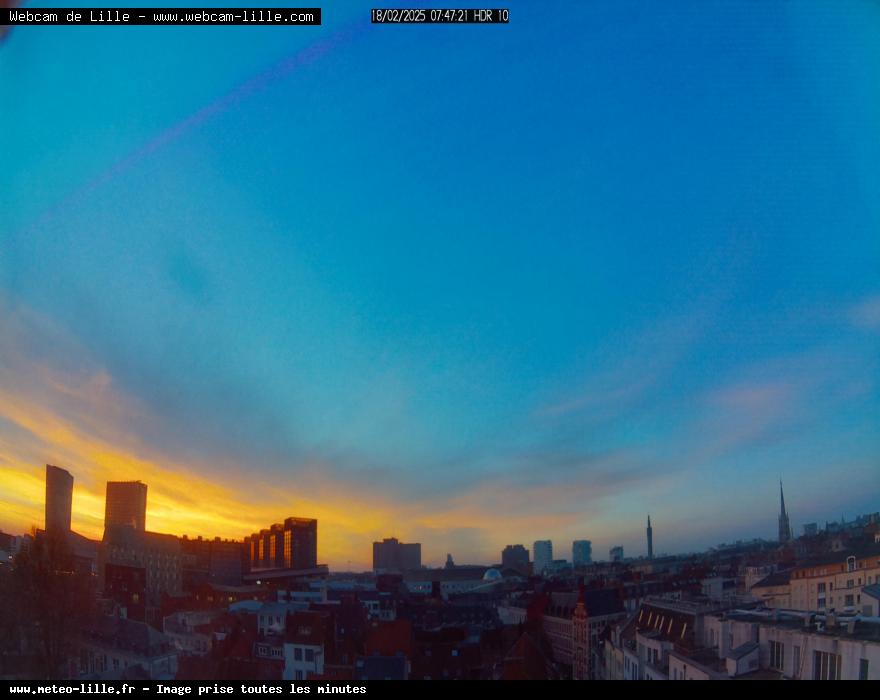 Webcam de Lille - www.webcam-lille.com
18/02/2025 07:47:21 HDR 10
www.meteo-lille.fr - Image prise toutes les minutes